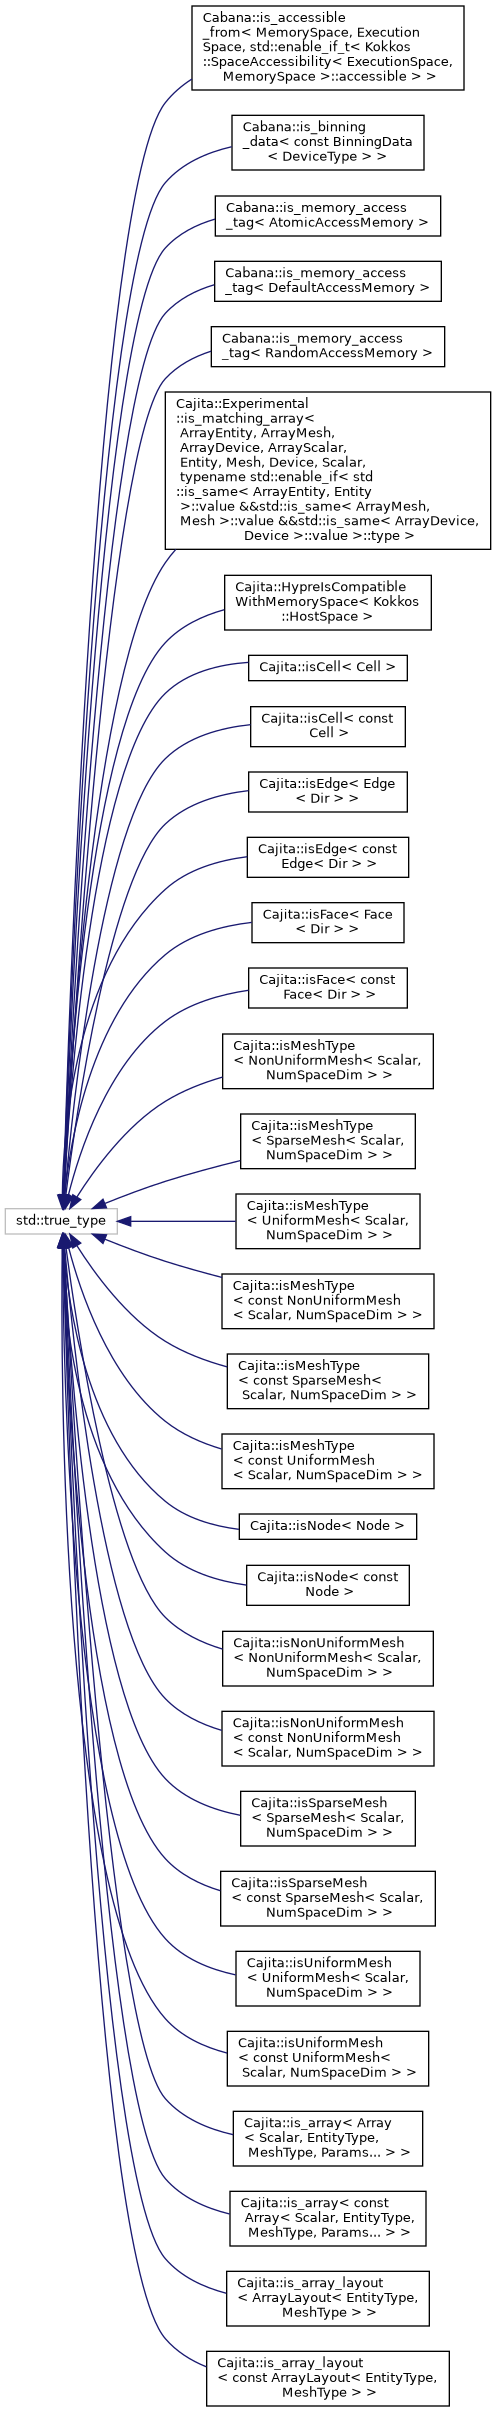 Cabana::is_accessible
_from< MemorySpace, Execution
Space, std::enable_if_t< Kokkos
::SpaceAccessibility< ExecutionSpace,
MemorySpace >::accessible > >
Cabana::is_binning
_data< const BinningData
< DeviceType > >
Cabana::is_memory_access
_tag< AtomicAccessMemory >
Cabana::is_memory_access
_tag< DefaultAccessMemory >
Cabana::is_memory_access
_tag< RandomAccessMemory >
Cajita::Experimental
::is_matching_array<
ArrayEntity, ArrayMesh,
ArrayDevice, ArrayScalar,
Entity, Mesh, Device, Scalar,
typename std::enable_if< std
::is_same< ArrayEntity, Entity
>::value &&std::is_same< ArrayMesh,
Mesh >::value &&std::is_same< ArrayDevice,
Device >::value >::type >
Cajita::HypreIsCompatible
WithMemorySpace< Kokkos
::HostSpace >
Cajita::isCell< Cell >
Cajita::isCell< const
Cell >
Cajita::isEdge< Edge
< Dir > >
Cajita::isEdge< const
Edge< Dir > >
Cajita::isFace< Face
< Dir > >
Cajita::isFace< const
Face< Dir > >
Cajita::isMeshType
< NonUniformMesh< Scalar,
NumSpaceDim > >
Cajita::isMeshType
< SparseMesh< Scalar,
NumSpaceDim > >
std::true_type
Cajita::isMeshType
< UniformMesh< Scalar,
NumSpaceDim > >
Cajita::isMeshType
< const NonUniformMesh
< Scalar, NumSpaceDim > >
Cajita::isMeshType
< const SparseMesh<
Scalar, NumSpaceDim > >
Cajita::isMeshType
< const UniformMesh
< Scalar, NumSpaceDim > >
Cajita::isNode< Node >
Cajita::isNode< const
Node >
Cajita::isNonUniformMesh
< NonUniformMesh< Scalar,
NumSpaceDim > >
Cajita::isNonUniformMesh
< const NonUniformMesh
< Scalar, NumSpaceDim > >
Cajita::isSparseMesh
< SparseMesh< Scalar,
NumSpaceDim > >
Cajita::isSparseMesh
< const SparseMesh< Scalar,
NumSpaceDim > >
Cajita::isUniformMesh
< UniformMesh< Scalar,
NumSpaceDim > >
Cajita::isUniformMesh
< const UniformMesh<
Scalar, NumSpaceDim > >
Cajita::is_array< Array
< Scalar, EntityType,
MeshType, Params... > >
Cajita::is_array< const
Array< Scalar, EntityType,
MeshType, Params... > >
Cajita::is_array_layout
< ArrayLayout< EntityType,
MeshType > >
Cajita::is_array_layout
< const ArrayLayout< EntityType,
MeshType > >